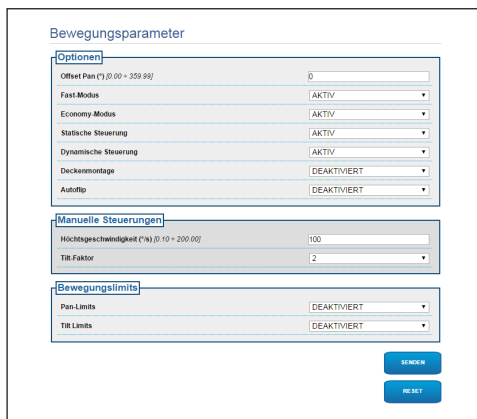 Bewegungsparameter
Optionen
Offset Pan (°) [0.00 ÷ 359.99] 0
Fast-Modus AKTIV
Economy-Modus AKTIV
Statische Steuerung AKTIV
Dynamische Steuerung AKTIV
Deckenmontage DEAKTIVIERT
Autoflip DEAKTIVIERT
Manuelle Steuerungen
Höchtsgeschwindigkeit (°/s) [0.10 ÷ 200.00] 100
Tilt-Faktor 2
Bewegungslimits
Pan-Limits DEAKTIVIERT
Tilt Limits DEAKTIVIERT
SENDEN
RESET